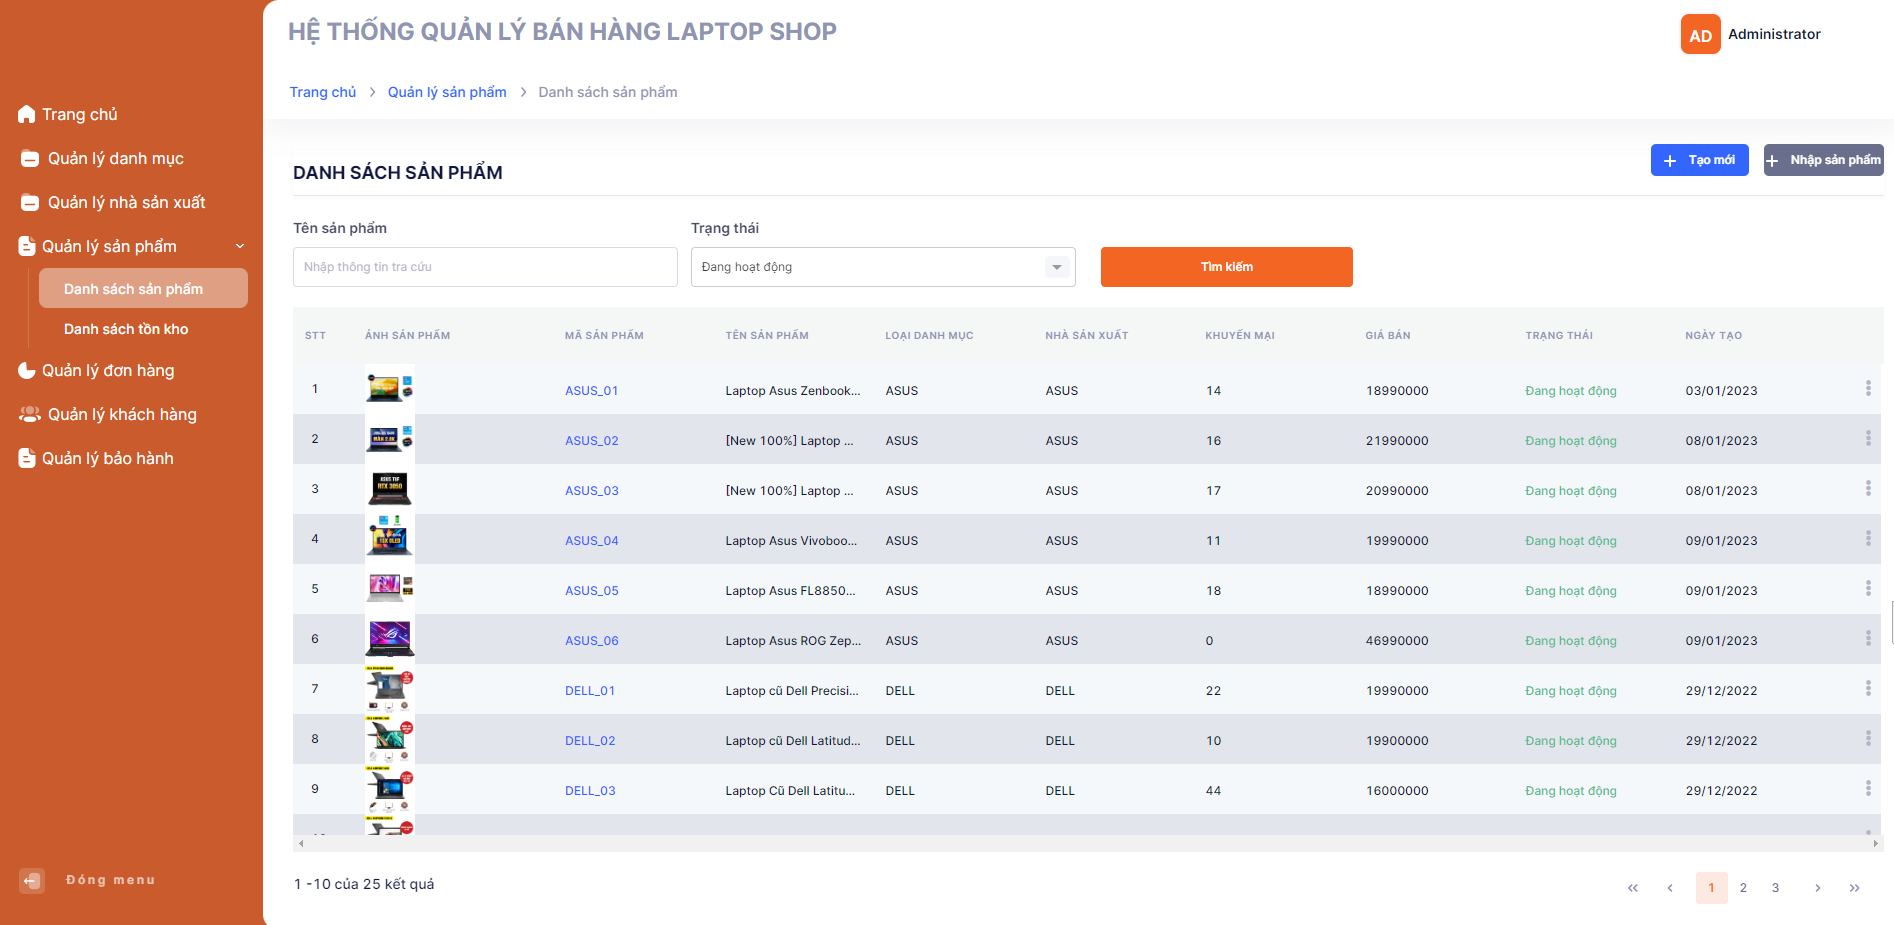 HỆ THỐNG QUẢN LÝ BÁN HÀNG LAPTOP SHOP
AD Administrator
Trang chủ > Quản lý sản phẩm > Danh sách sản phẩm
Trang chủ
Quản lý danh mục
Quản lý nhà sản xuất
Quản lý sản phẩm
Danh sách sản phẩm
Danh sách tồn kho
Quản lý đơn hàng
Quản lý khách hàng
Quản lý bảo hành
Đóng menu
DANH SÁCH SẢN PHẨM
+ Tạo mới
+ Nhập sản phẩm
Tên sản phẩm
Nhập thông tin tra cứu
Trạng thái
Đang hoạt động
Tìm kiếm
STT ẢNH SẢN PHẨM MÃ SẢN PHẨM TÊN SẢN PHẨM LOẠI DANH MỤC NHÀ SẢN XUẤT KHUYẾN MẠI GIÁ BÁN TRẠNG THÁI NGÀY TẠO
1 ASUS_01 Laptop Asus Zenbook... ASUS ASUS 14 18990000 Đang hoạt động 03/01/2023
2 ASUS_02 [New 100%] Laptop ... ASUS ASUS 16 21990000 Đang hoạt động 08/01/2023
3 ASUS_03 [New 100%] Laptop ... ASUS ASUS 17 20990000 Đang hoạt động 08/01/2023
4 ASUS_04 Laptop Asus Vivoboo... ASUS ASUS 11 19990000 Đang hoạt động 09/01/2023
5 ASUS_05 Laptop Asus FL8850... ASUS ASUS 18 18990000 Đang hoạt động 09/01/2023
6 ASUS_06 Laptop Asus ROG Zep... ASUS ASUS 0 46990000 Đang hoạt động 09/01/2023
7 DELL_01 Laptop cũ Dell Precisi... DELL DELL 22 19990000 Đang hoạt động 29/12/2022
8 DELL_02 Laptop cũ Dell Latitud... DELL DELL 10 19900000 Đang hoạt động 29/12/2022
9 DELL_03 Laptop Cũ Dell Latitu... DELL DELL 44 16000000 Đang hoạt động 29/12/2022
1 -10 của 25 kết quả
« ‹ 1 2 3 › »